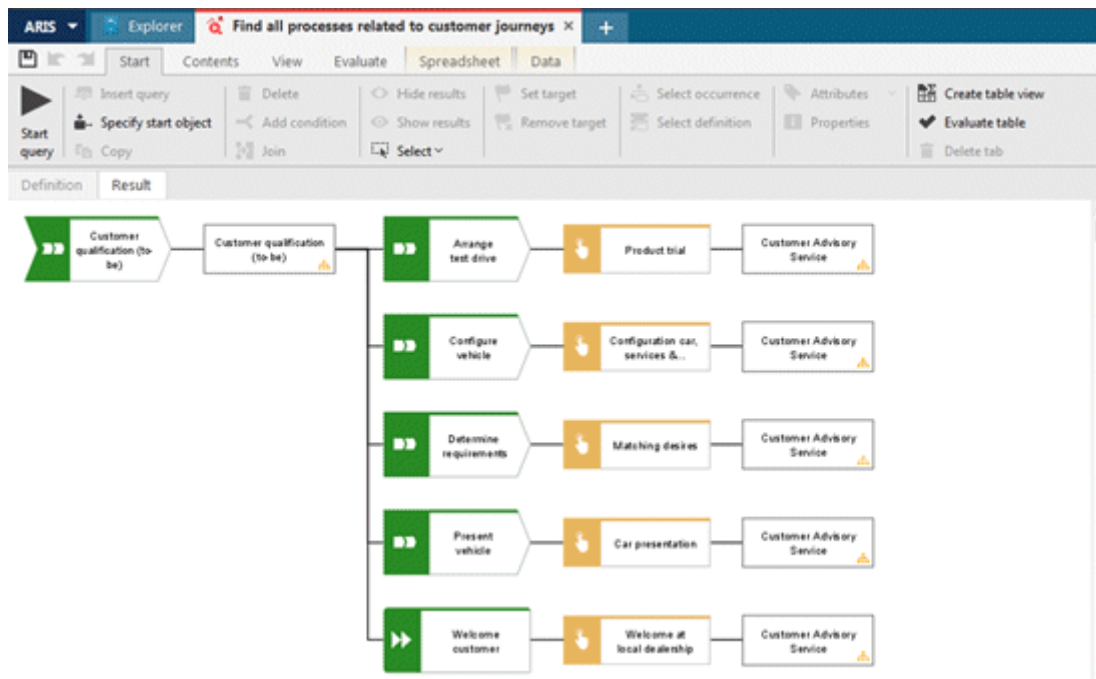 ARIS Explorer Find all processes related to customer journeys × +
Start Contents View Evaluate Spreadsheet Data
Start query
Insert query
Specify start object
Copy
Delete
Add condition
Join
Hide results
Show results
Select
Set target
Remove target
Select occurrence
Select definition
Attributes
Properties
Create table view
Evaluate table
Delete tab
Definition Result
Customer
qualification (to-
be)
Customer qualification
(to-be)
Arrange
test drive
Product trial
Customer Advisory
Service
Configure
vehicle
Configuration car,
services &...
Customer Advisory
Service
Determine
requirements
Matching desires
Customer Advisory
Service
Present
vehicle
Car presentation
Customer Advisory
Service
Welcome
customer
Welcome at
local dealership
Customer Advisory
Service